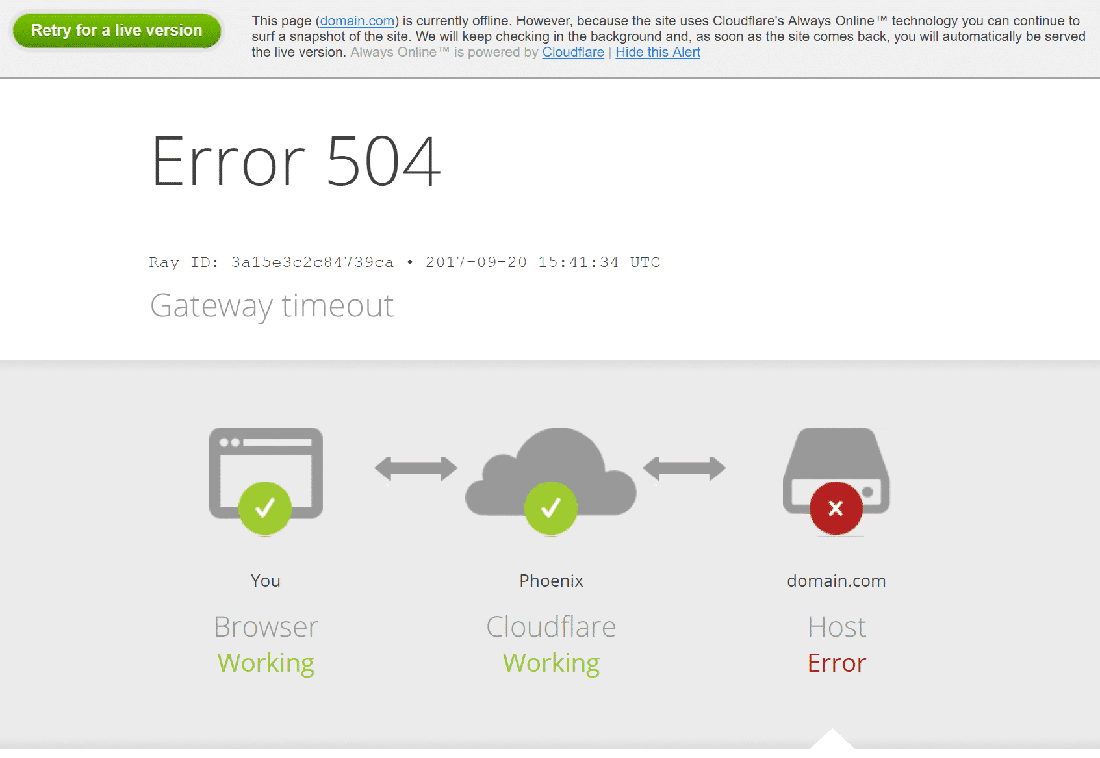 Retry for a live version
This page (domain.com) is currently offline. However, because the site uses Cloudflare's Always Online™ technology you can continue to
surf a snapshot of the site. We will keep checking in the background and, as soon as the site comes back, you will automatically be served
the live version. Always Online™ is powered by Cloudflare | Hide this Alert
Error 504
Ray ID: 3a15e3c2c84739ca • 2017-09-20 15:41:34 UTC
Gateway timeout
You
Phoenix
domain.com
Browser
Cloudflare
Host
Working
Working
Error